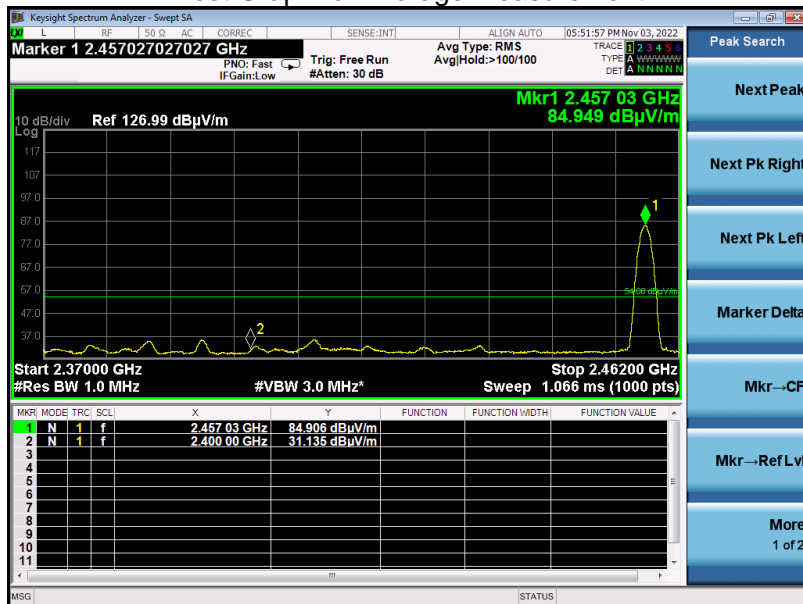 Keysight Spectrum Analyzer - Swept SA
LXI L RF 50 Ω AC CORREC SENSE:INT ALIGN AUTO 05:51:57 PM Nov 03, 2022
Marker 1 2.457027027027 GHz
PNO: Fast Trig: Free Run Avg Type: RMS TRACE 1 2 3 4 5 6
IFGain:Low #Atten: 30 dB Avg|Hold:>100/100 TYPE A WWWWW
DET A N N N N N
Mkr1 2.457 03 GHz
10 dB/div Ref 126.99 dBµV/m 84.949 dBµV/m
Log
117
107
97.0
1
87.0
77.0
67.0
57.0
54.00 dBµV/m
47.0
37.0
2
Start 2.37000 GHz Stop 2.46200 GHz
#Res BW 1.0 MHz #VBW 3.0 MHz* Sweep 1.066 ms (1000 pts)
MKR MODE TRC SCL X Y FUNCTION FUNCTION WIDTH FUNCTION VALUE
1 N 1 f 2.457 03 GHz 84.906 dBµV/m
2 N 1 f 2.400 00 GHz 31.135 dBµV/m
3
4
5
6
7
8
9
10
11
MSG STATUS
Peak Search
Next Peak
Next Pk Right
Next Pk Left
Marker Delta
Mkr→CF
Mkr→Ref Lvl
More
1 of 2